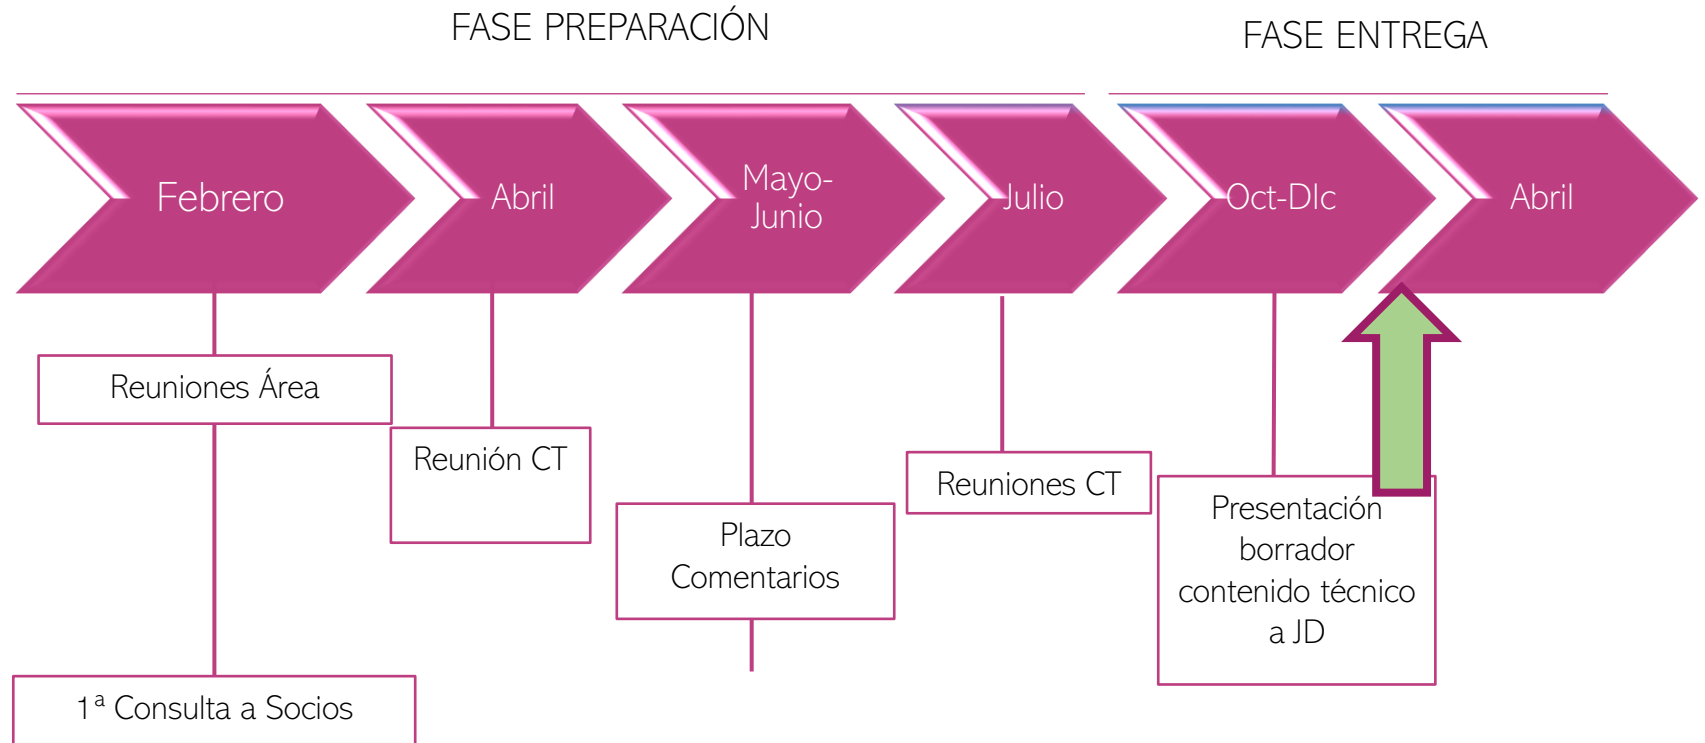 FASE PREPARACIÓN
FASE ENTREGA
Febrero
Abril
Mayo-
Junio
Julio
Oct-DIc
Abril
Reuniones Área
Reunión CT
Plazo
Comentarios
Reuniones CT
Presentación
borrador
contenido técnico
a JD
1ª Consulta a Socios